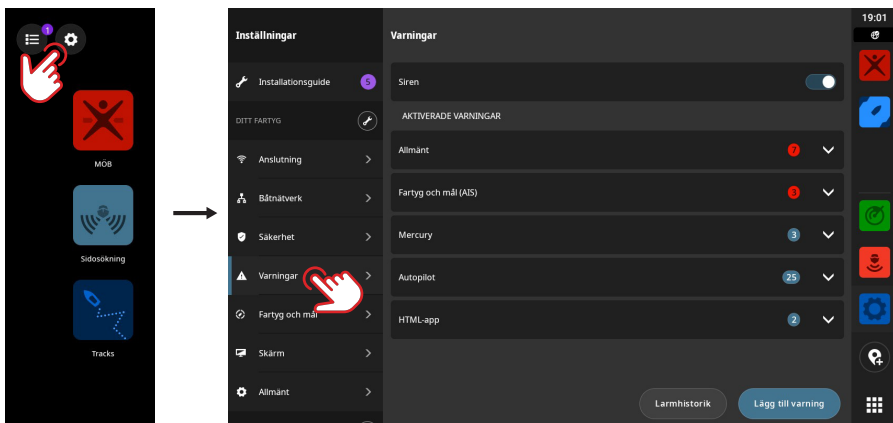 1
MÖB
Sidosökning
Tracks
Inställningar
Installationsguide 5
DITT FARTYG
Anslutning
Båtnätverk
Säkerhet
Varningar
Fartyg och mål
Skärm
Allmänt
Varningar
Siren
AKTIVERADE VARNINGAR
Allmänt 7
Fartyg och mål (AIS) 3
Mercury 3
Autopilot 25
HTML-app 2
Larmhistorik
Lägg till varning
19:01